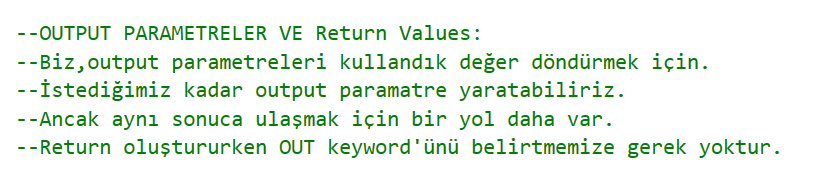 --OUTPUT PARAMETRELER VE Return Values:
--Biz,output parametreleri kullandık değer döndürmek için.
--İstediğimiz kadar output paramatre yaratabiliriz.
--Ancak aynı sonuca ulaşmak için bir yol daha var.
--Return oluştururken OUT keyword'ünü belirtmemize gerek yoktur.